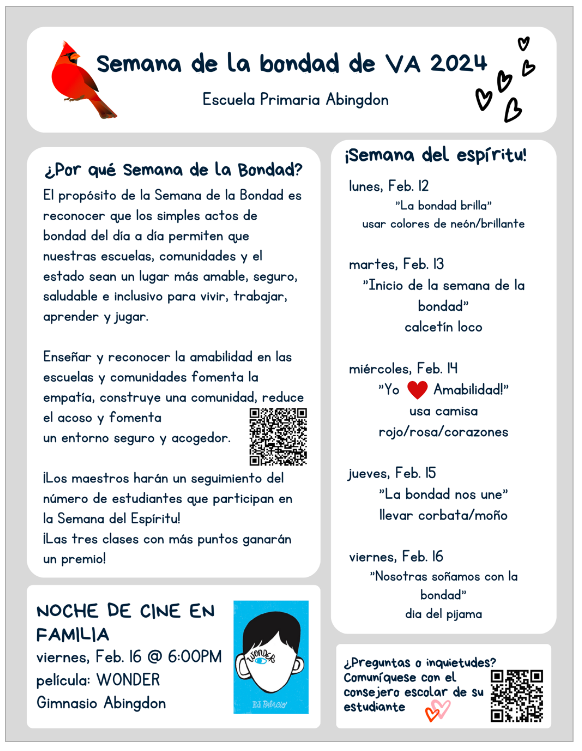 Semana de la bondad de VA 2024
Escuela Primaria Abingdon
¿Por qué Semana de la Bondad?
El propósito de la Semana de la Bondad es
reconocer que los simples actos de
bondad del día a día permiten que
nuestras escuelas, comunidades y el
estado sean un lugar más amable, seguro,
saludable e inclusivo para vivir, trabajar,
aprender y jugar.
Enseñar y reconocer la amabilidad en las
escuelas y comunidades fomenta la
empatía, construye una comunidad, reduce
el acoso y fomenta
un entorno seguro y acogedor.
¡Los maestros harán un seguimiento del
número de estudiantes que participan en
la Semana del Espíritu!
¡Las tres clases con más puntos ganarán
un premio!
¡Semana del espíritu!
lunes, Feb. 12
"La bondad brilla"
usar colores de neón/brillante
martes, Feb. 13
"Inicio de la semana de la
bondad"
calcetín loco
miércoles, Feb. 14
"Yo Amabilidad!"
usa camisa
rojo/rosa/corazones
jueves, Feb. 15
"La bondad nos une"
llevar corbata/moño
viernes, Feb. 16
"Nosotras soñamos con la
bondad"
dia del pijama
NOCHE DE CINE EN
FAMILIA
viernes, Feb. 16 @ 6:00PM
película: WONDER
Gimnasio Abingdon
WONDER
R.J. Palacio
¿Preguntas o inquietudes?
Comuníquese con el
consejero escolar de su
estudiante